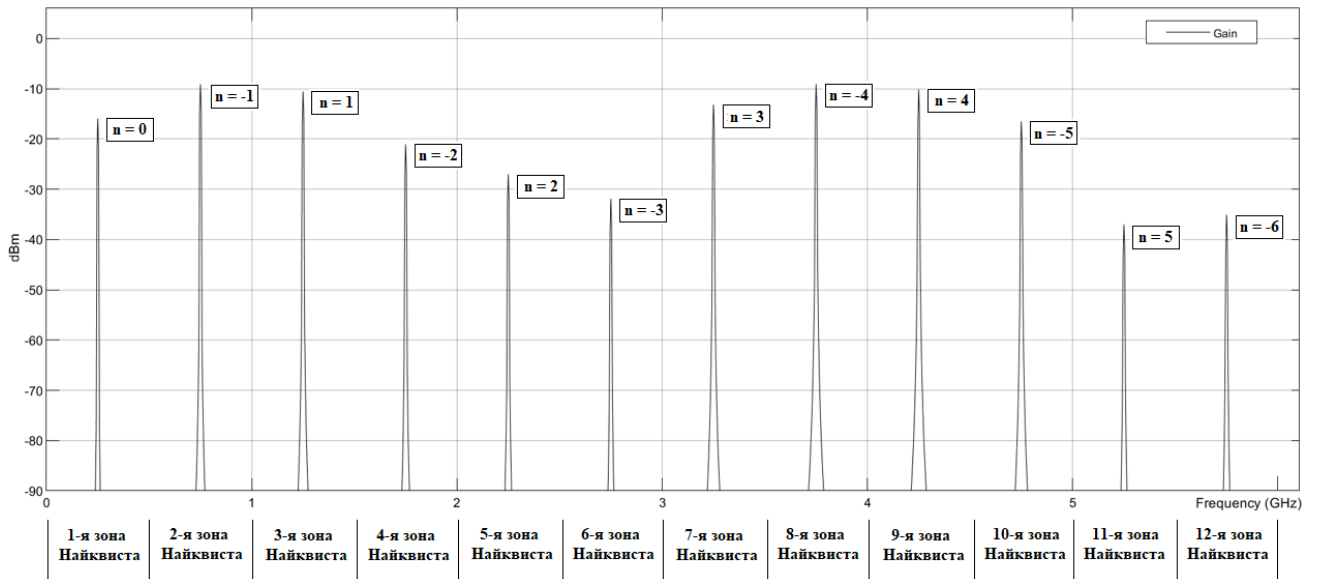 0
Gain
-10
n = -1
n = 1
n = -4
n = 4
n = 0
n = 3
n = -5
-20
n = -2
n = 2
-30
n = -3
n = 5
n = -6
-40
dBm
-50
-60
-70
-80
-90
0
1
2
3
4
5
Frequency (GHz)
1-я зона
Найквиста
2-я зона
Найквиста
3-я зона
Найквиста
4-я зона
Найквиста
5-я зона
Найквиста
6-я зона
Найквиста
7-я зона
Найквиста
8-я зона
Найквиста
9-я зона
Найквиста
10-я зона
Найквиста
11-я зона
Найквиста
12-я зона
Найквиста